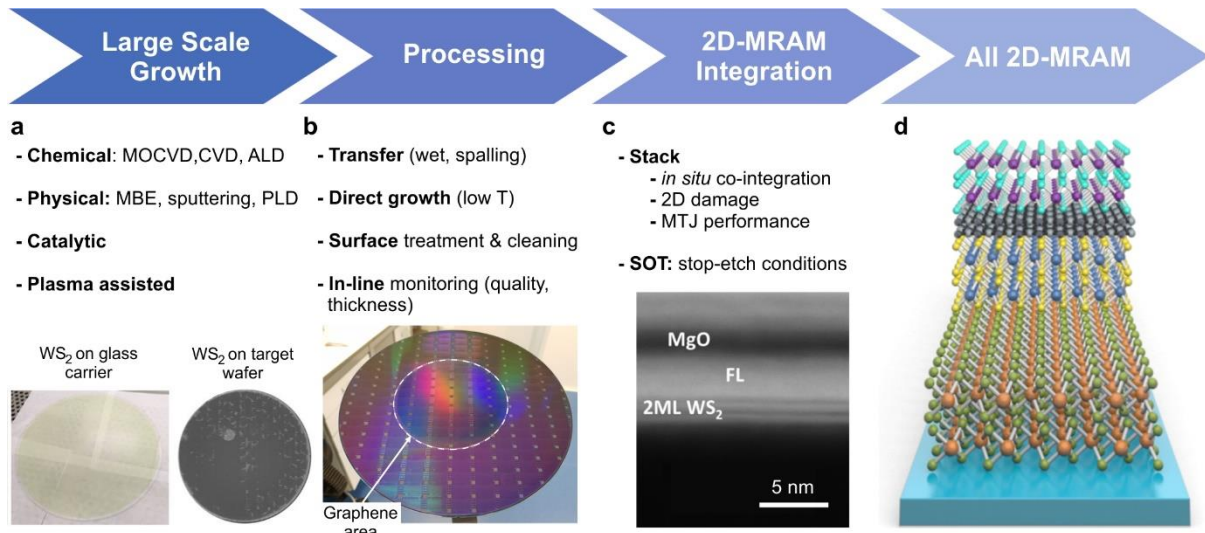 Large Scale
Growth
Processing
2D-MRAM
Integration
All 2D-MRAM
a
- Chemical: MOCVD,CVD, ALD
- Physical: MBE, sputtering, PLD
- Catalytic
- Plasma assisted
WS₂ on glass
carrier
WS₂ on target
wafer
b
- Transfer (wet, spalling)
- Direct growth (low T)
- Surface treatment & cleaning
- In-line monitoring (quality,
thickness)
Graphene
area
c
- Stack
- in situ co-integration
- 2D damage
- MTJ performance
- SOT: stop-etch conditions
MgO
FL
2ML WS₂
5 nm
d